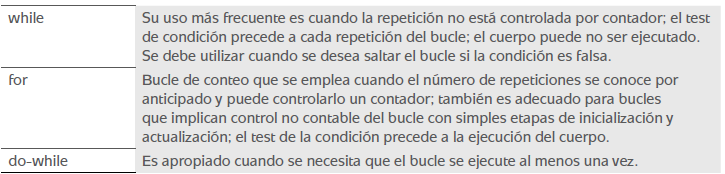 while Su uso más frecuente es cuando la repetición no está controlada por contador; el test
de condición precede a cada repetición del bucle; el cuerpo puede no ser ejecutado.
Se debe utilizar cuando se desea saltar el bucle si la condición es falsa.
for Bucle de conteo que se emplea cuando el número de repeticiones se conoce por
anticipado y puede controlarlo un contador; también es adecuado para bucles
que implican control no contable del bucle con simples etapas de inicialización y
actualización; el test de la condición precede a la ejecución del cuerpo.
do-while Es apropiado cuando se necesita que el bucle se ejecute al menos una vez.